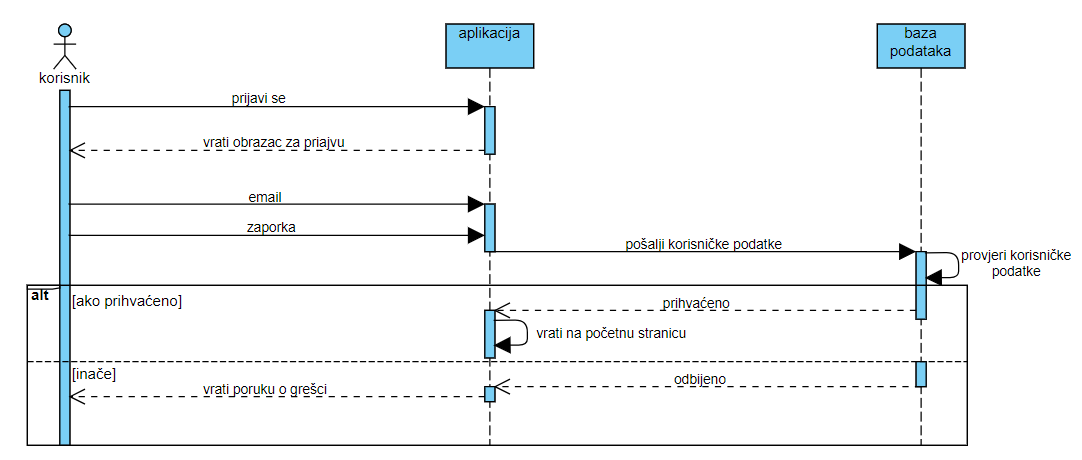 korisnik
aplikacija
baza
podataka
prijavi se
vrati obrazac za priajvu
email
zaporka
pošalji korisničke podatke
provjeri korisničke
podatke
alt
[ako prihvaćeno]
prihvaćeno
vrati na početnu stranicu
[inače]
odbijeno
vrati poruku o grešci